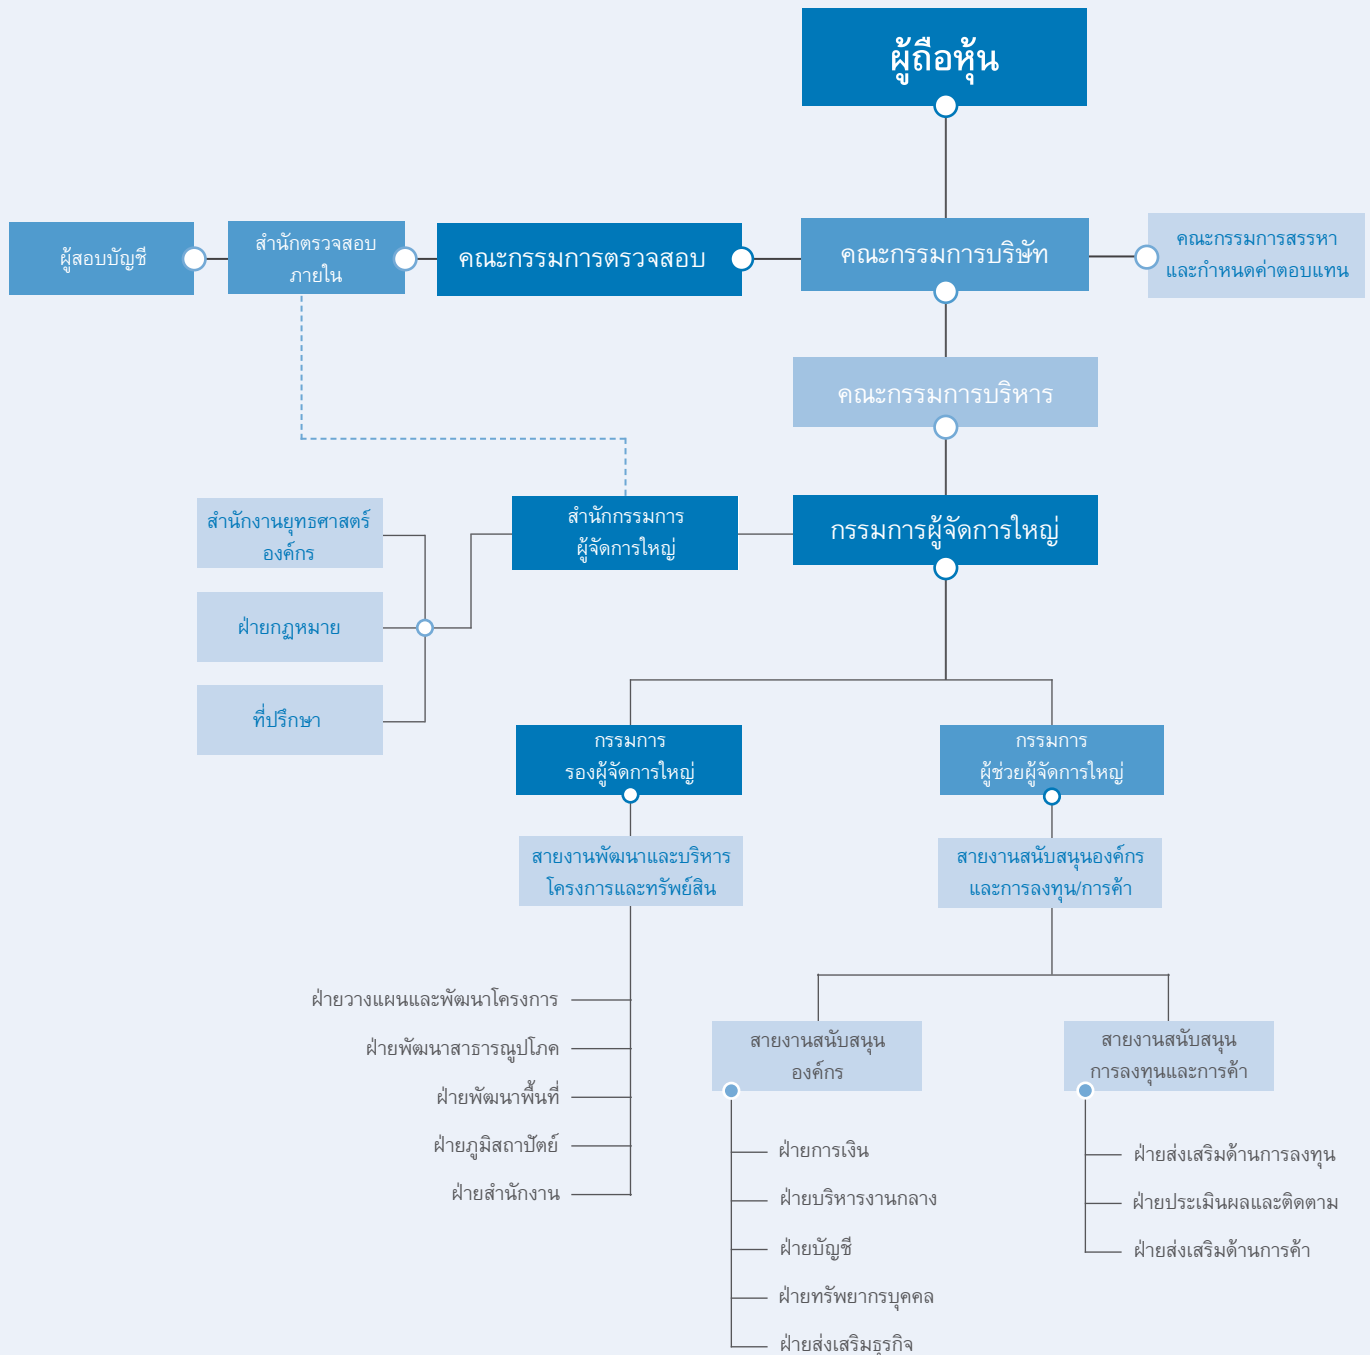 ผู้ถือหุ้น
ผู้สอบบัญชี
สำนักตรวจสอบ
ภายใน
คณะกรรมการตรวจสอบ
คณะกรรมการบริษัท
คณะกรรมการสรรหา
และกำหนดค่าตอบแทน
คณะกรรมการบริหาร
สำนักกรรมการ
ผู้จัดการใหญ่
กรรมการผู้จัดการใหญ่
สำนักงานยุทธศาสตร์
องค์กร
ฝ่ายกฎหมาย
ที่ปรึกษา
กรรมการ
รองผู้จัดการใหญ่
กรรมการ
ผู้ช่วยผู้จัดการใหญ่
สายงานพัฒนาและบริหาร
โครงการและทรัพย์สิน
สายงานสนับสนุนองค์กร
และการลงทุน/การค้า
ฝ่ายวางแผนและพัฒนาโครงการ
ฝ่ายพัฒนาสาธารณูปโภค
ฝ่ายพัฒนาพื้นที่
ฝ่ายภูมิสถาปัตย์
ฝ่ายสำนักงาน
สายงานสนับสนุน
องค์กร
สายงานสนับสนุน
การลงทุนและการค้า
ฝ่ายการเงิน
ฝ่ายบริหารงานกลาง
ฝ่ายบัญชี
ฝ่ายทรัพยากรบุคคล
ฝ่ายส่งเสริมธุรกิจ
ฝ่ายส่งเสริมด้านการลงทุน
ฝ่ายประเมินผลและติดตาม
ฝ่ายส่งเสริมด้านการค้า